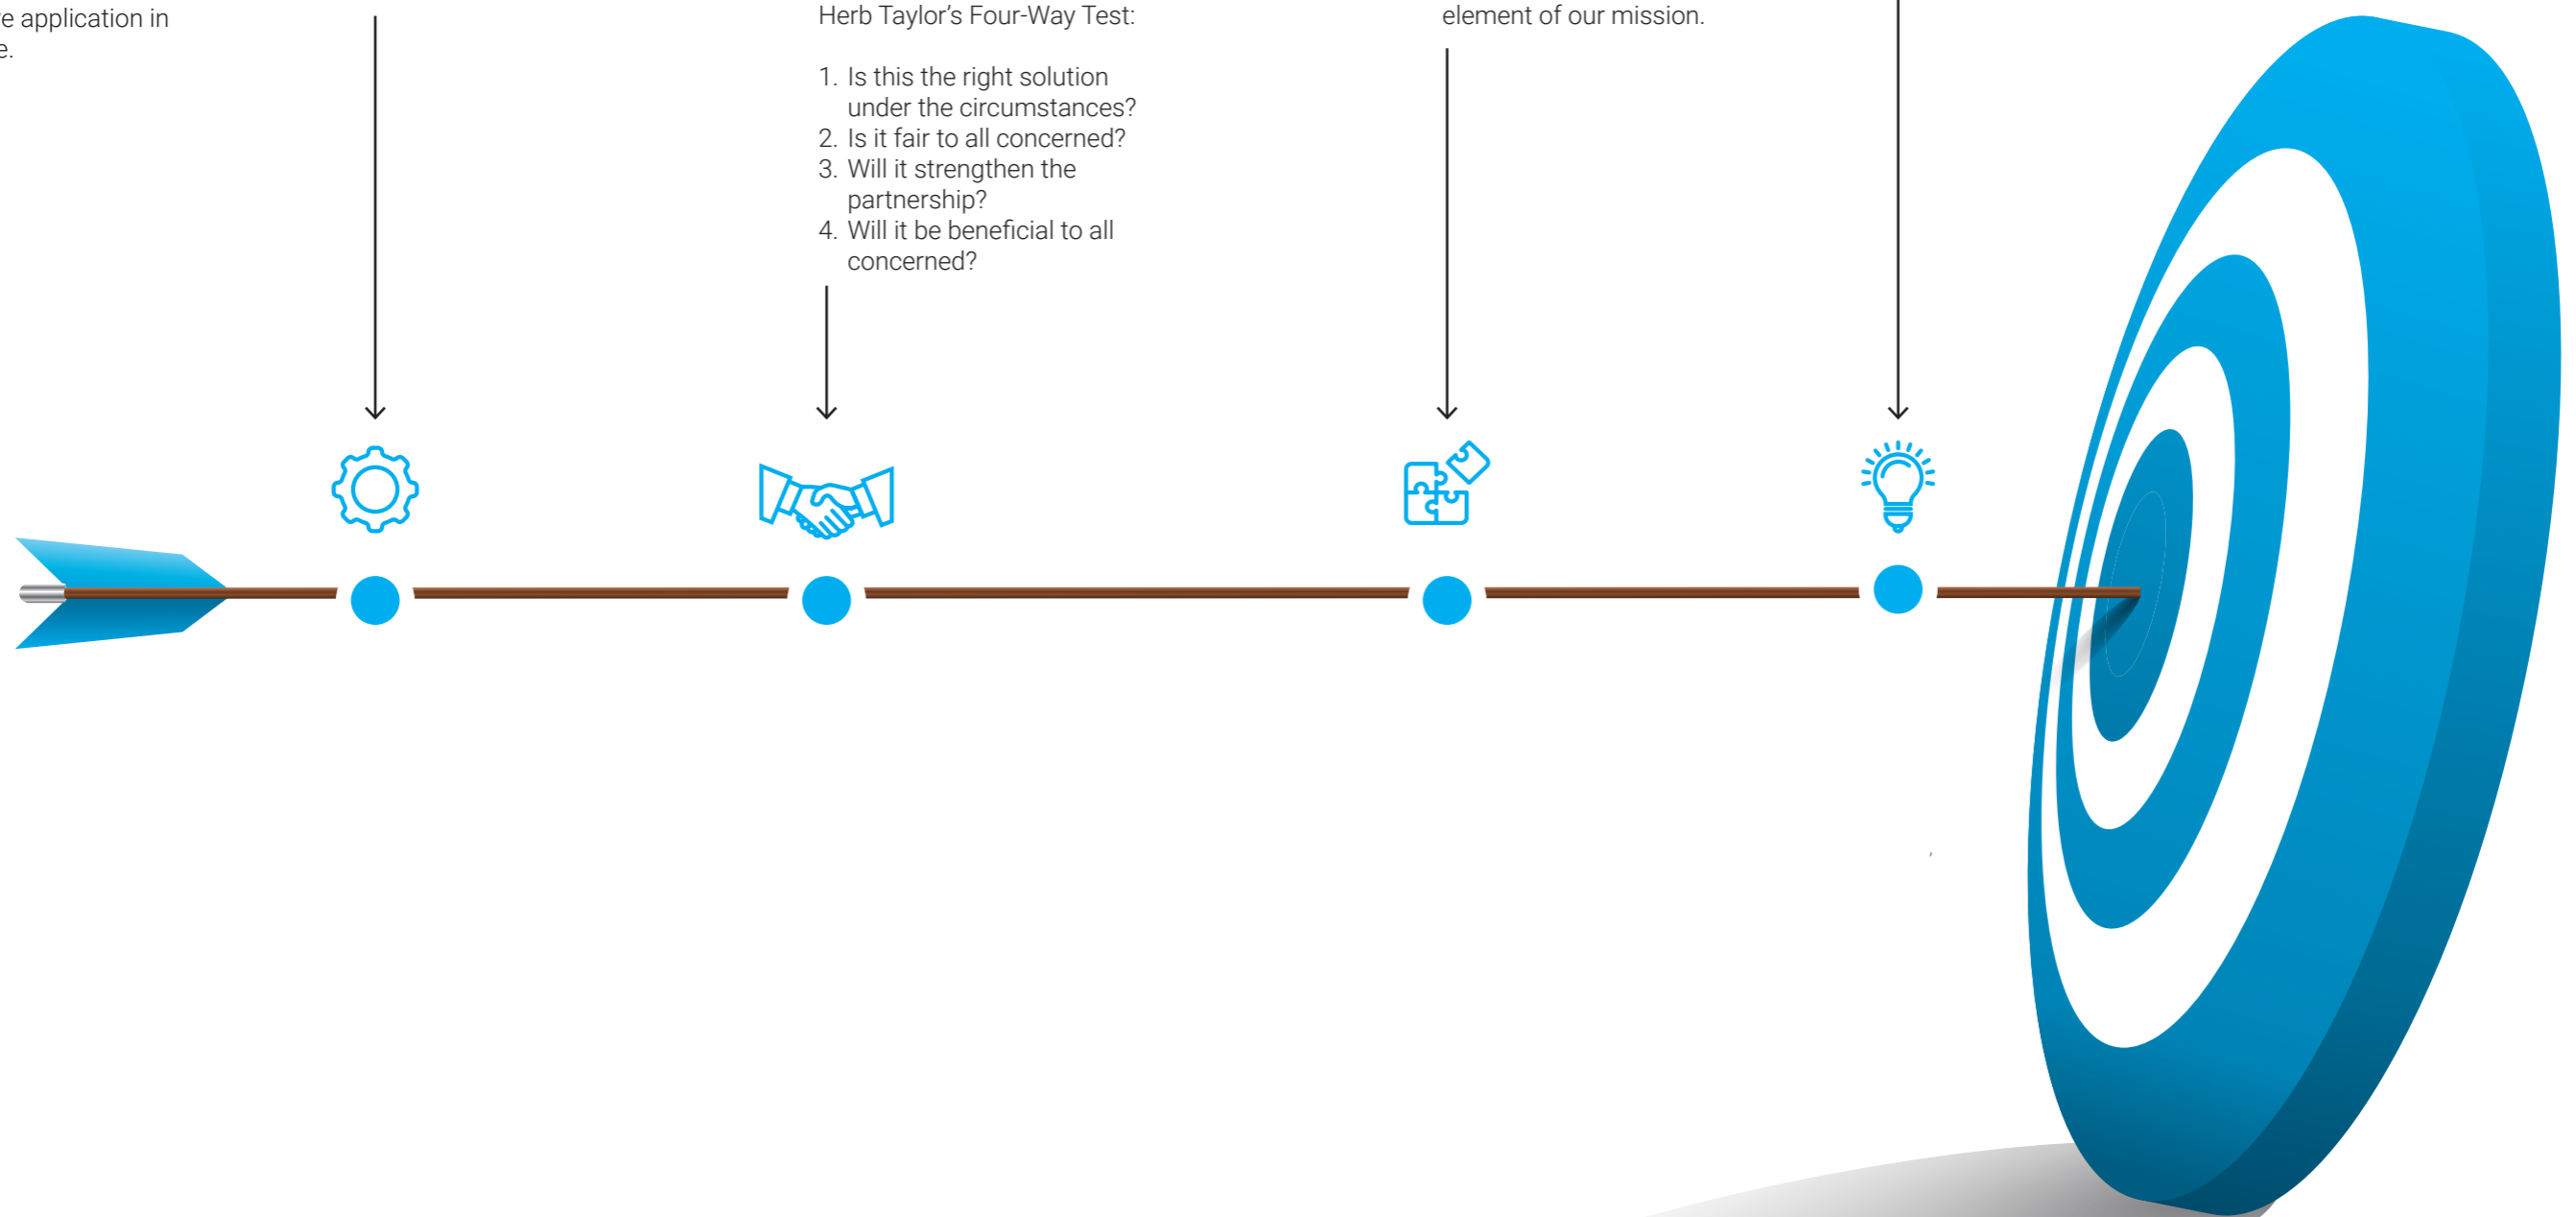 e application in
e.
Herb Taylor’s Four-Way Test:
1. Is this the right solution
under the circumstances?
2. Is it fair to all concerned?
3. Will it strengthen the
partnership?
4. Will it be beneficial to all
concerned?
element of our mission.
,